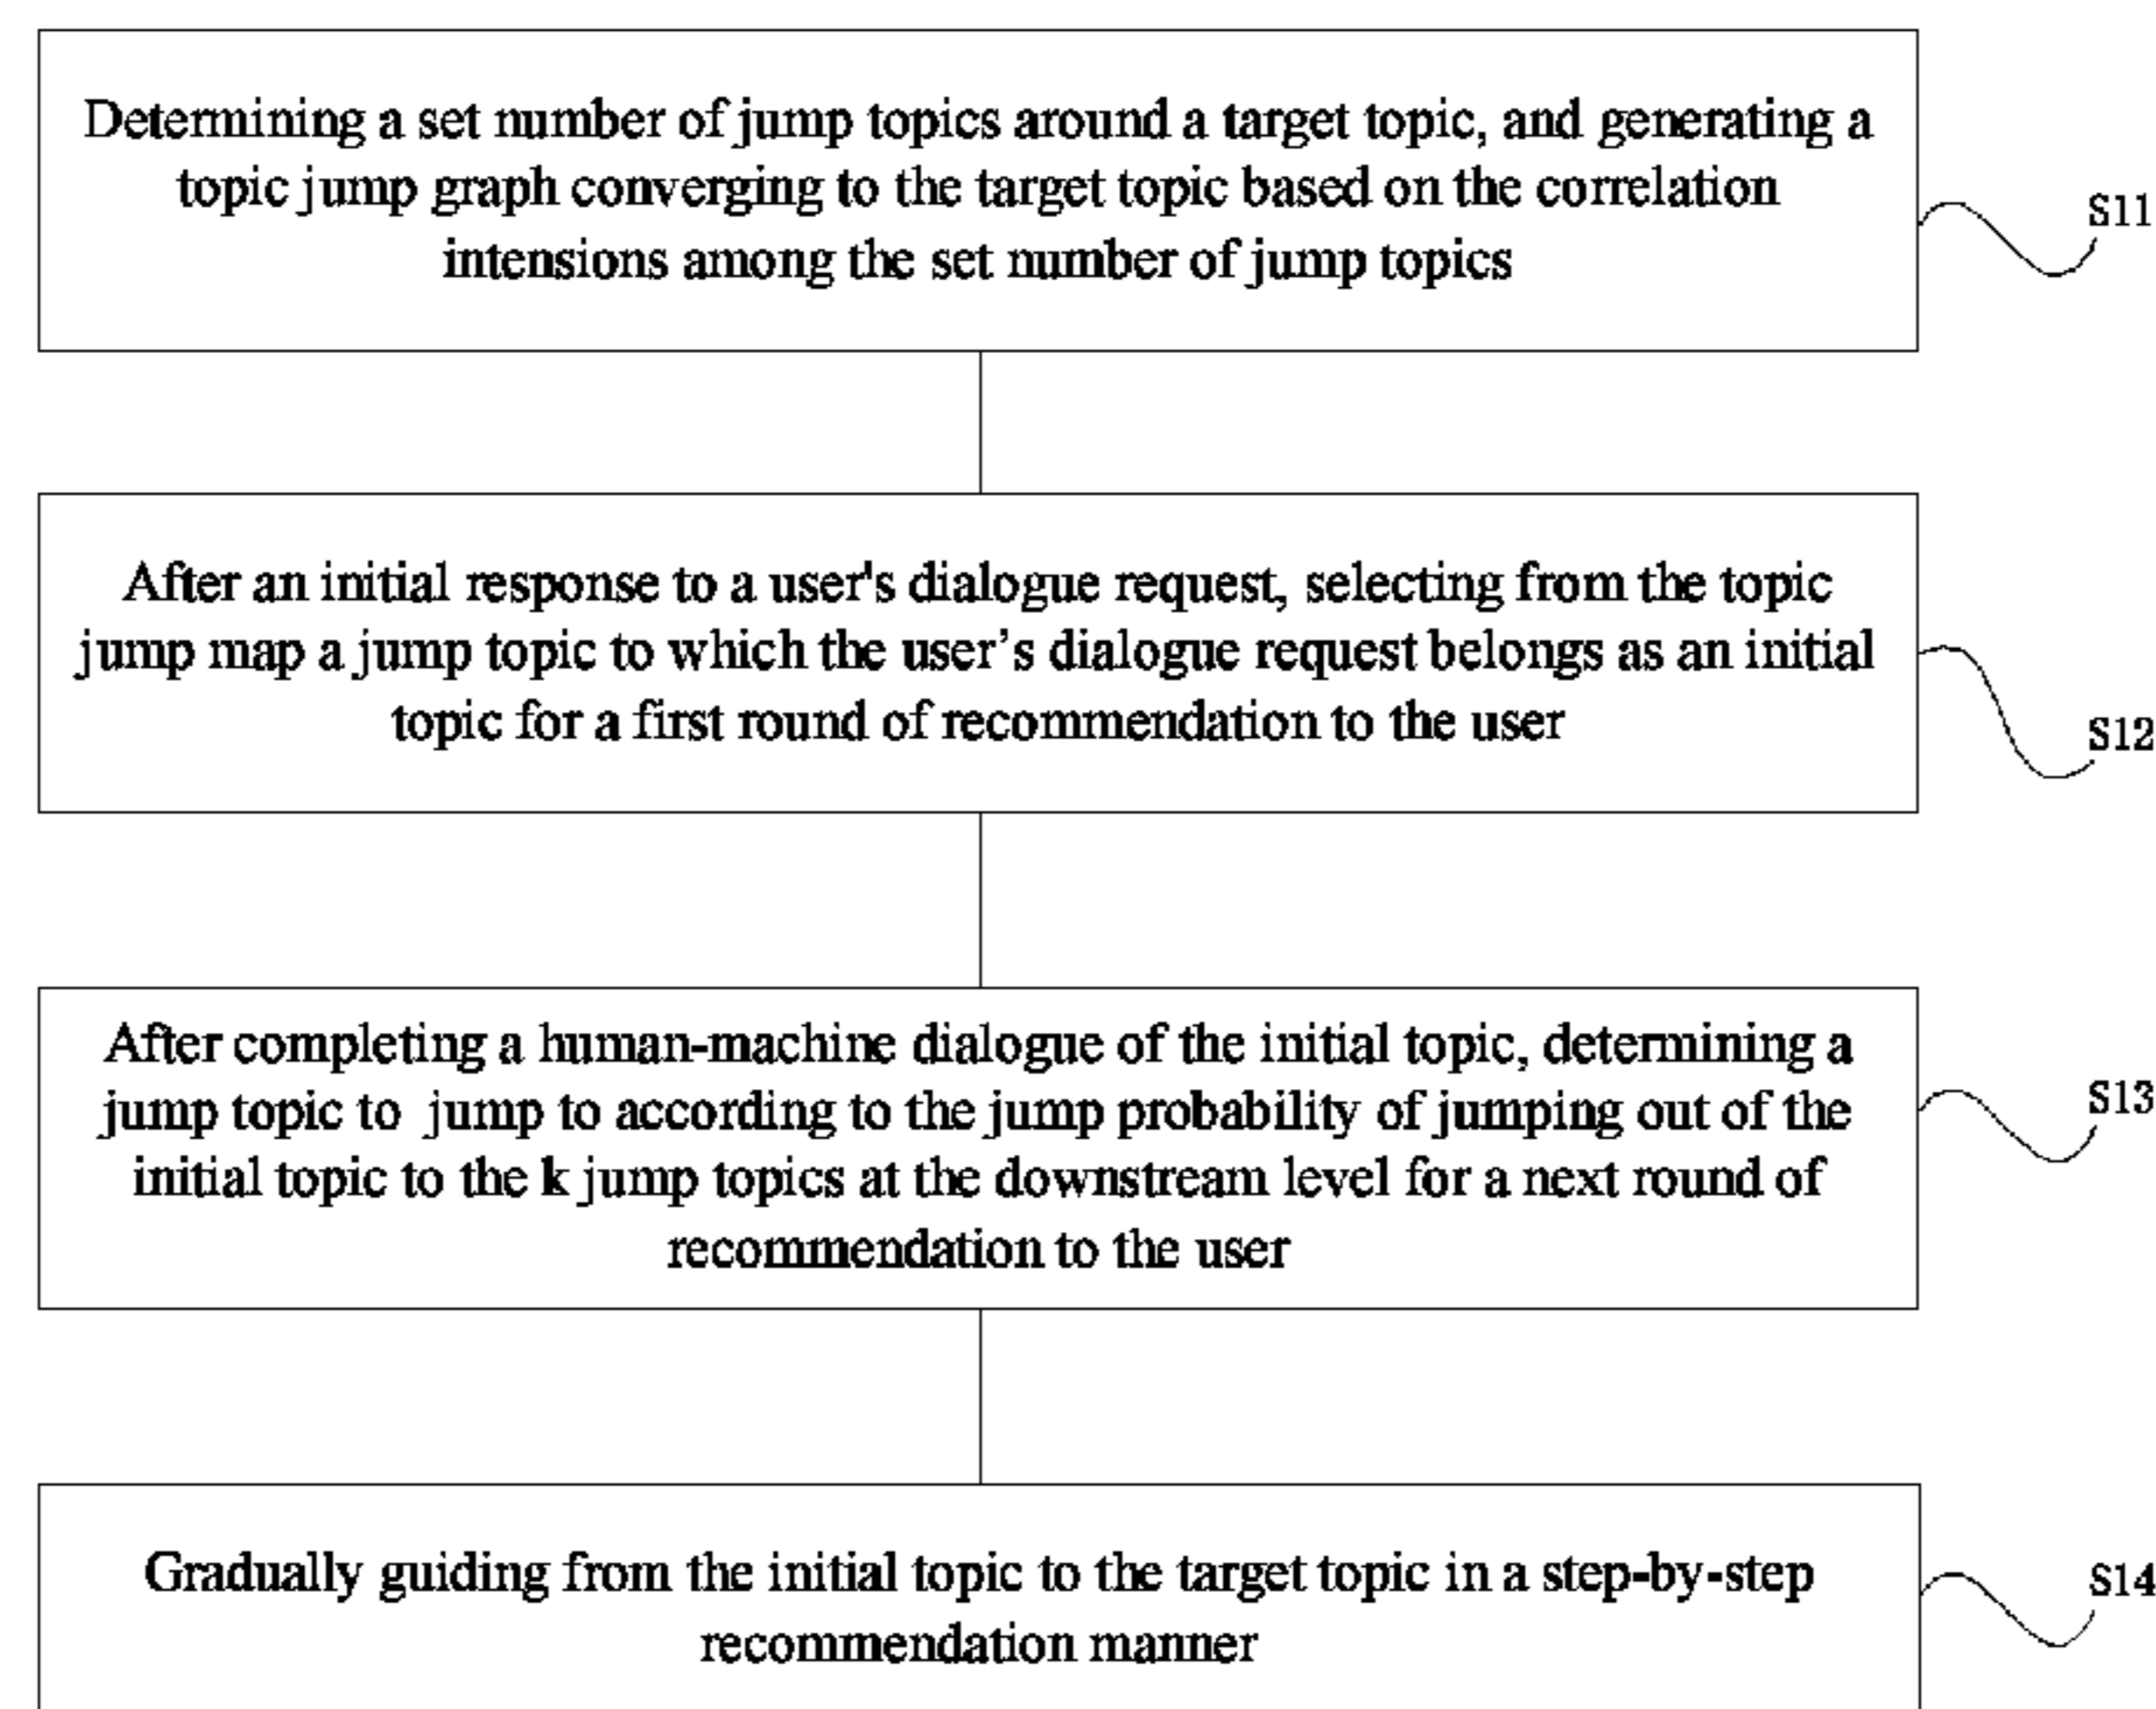 Determining a set number of jump topics around a target topic, and generating a
topic jump graph converging to the target topic based on the correlation
intensions among the set number of jump topics
S11
After an initial response to a user's dialogue request, selecting from the topic
jump map a jump topic to which the user’s dialogue request belongs as an initial
topic for a first round of recommendation to the user
S12
After completing a human-machine dialogue of the initial topic, determining a
jump topic to jump to according to the jump probability of jumping out of the
initial topic to the k jump topics at the downstream level for a next round of
recommendation to the user
S13
Gradually guiding from the initial topic to the target topic in a step-by-step
recommendation manner
S14